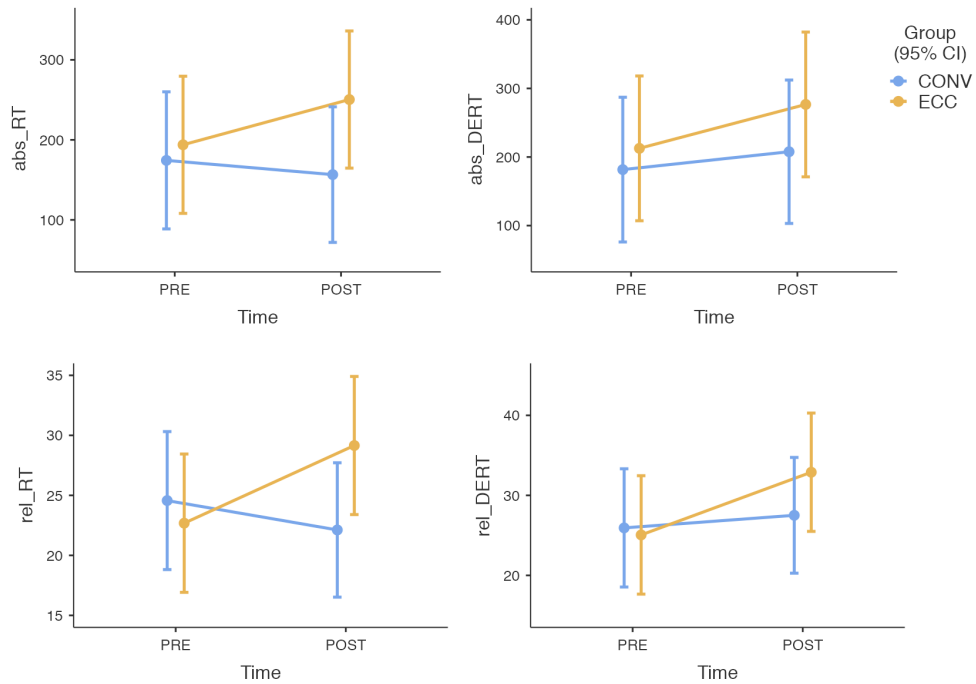 abs_RT
300
200
100
PRE
POST
Time
abs_DERT
400
300
200
100
PRE
POST
Time
Group
(95% CI)
CONV
ECC
rel_RT
35
30
25
20
15
PRE
POST
Time
rel_DERT
40
30
20
PRE
POST
Time